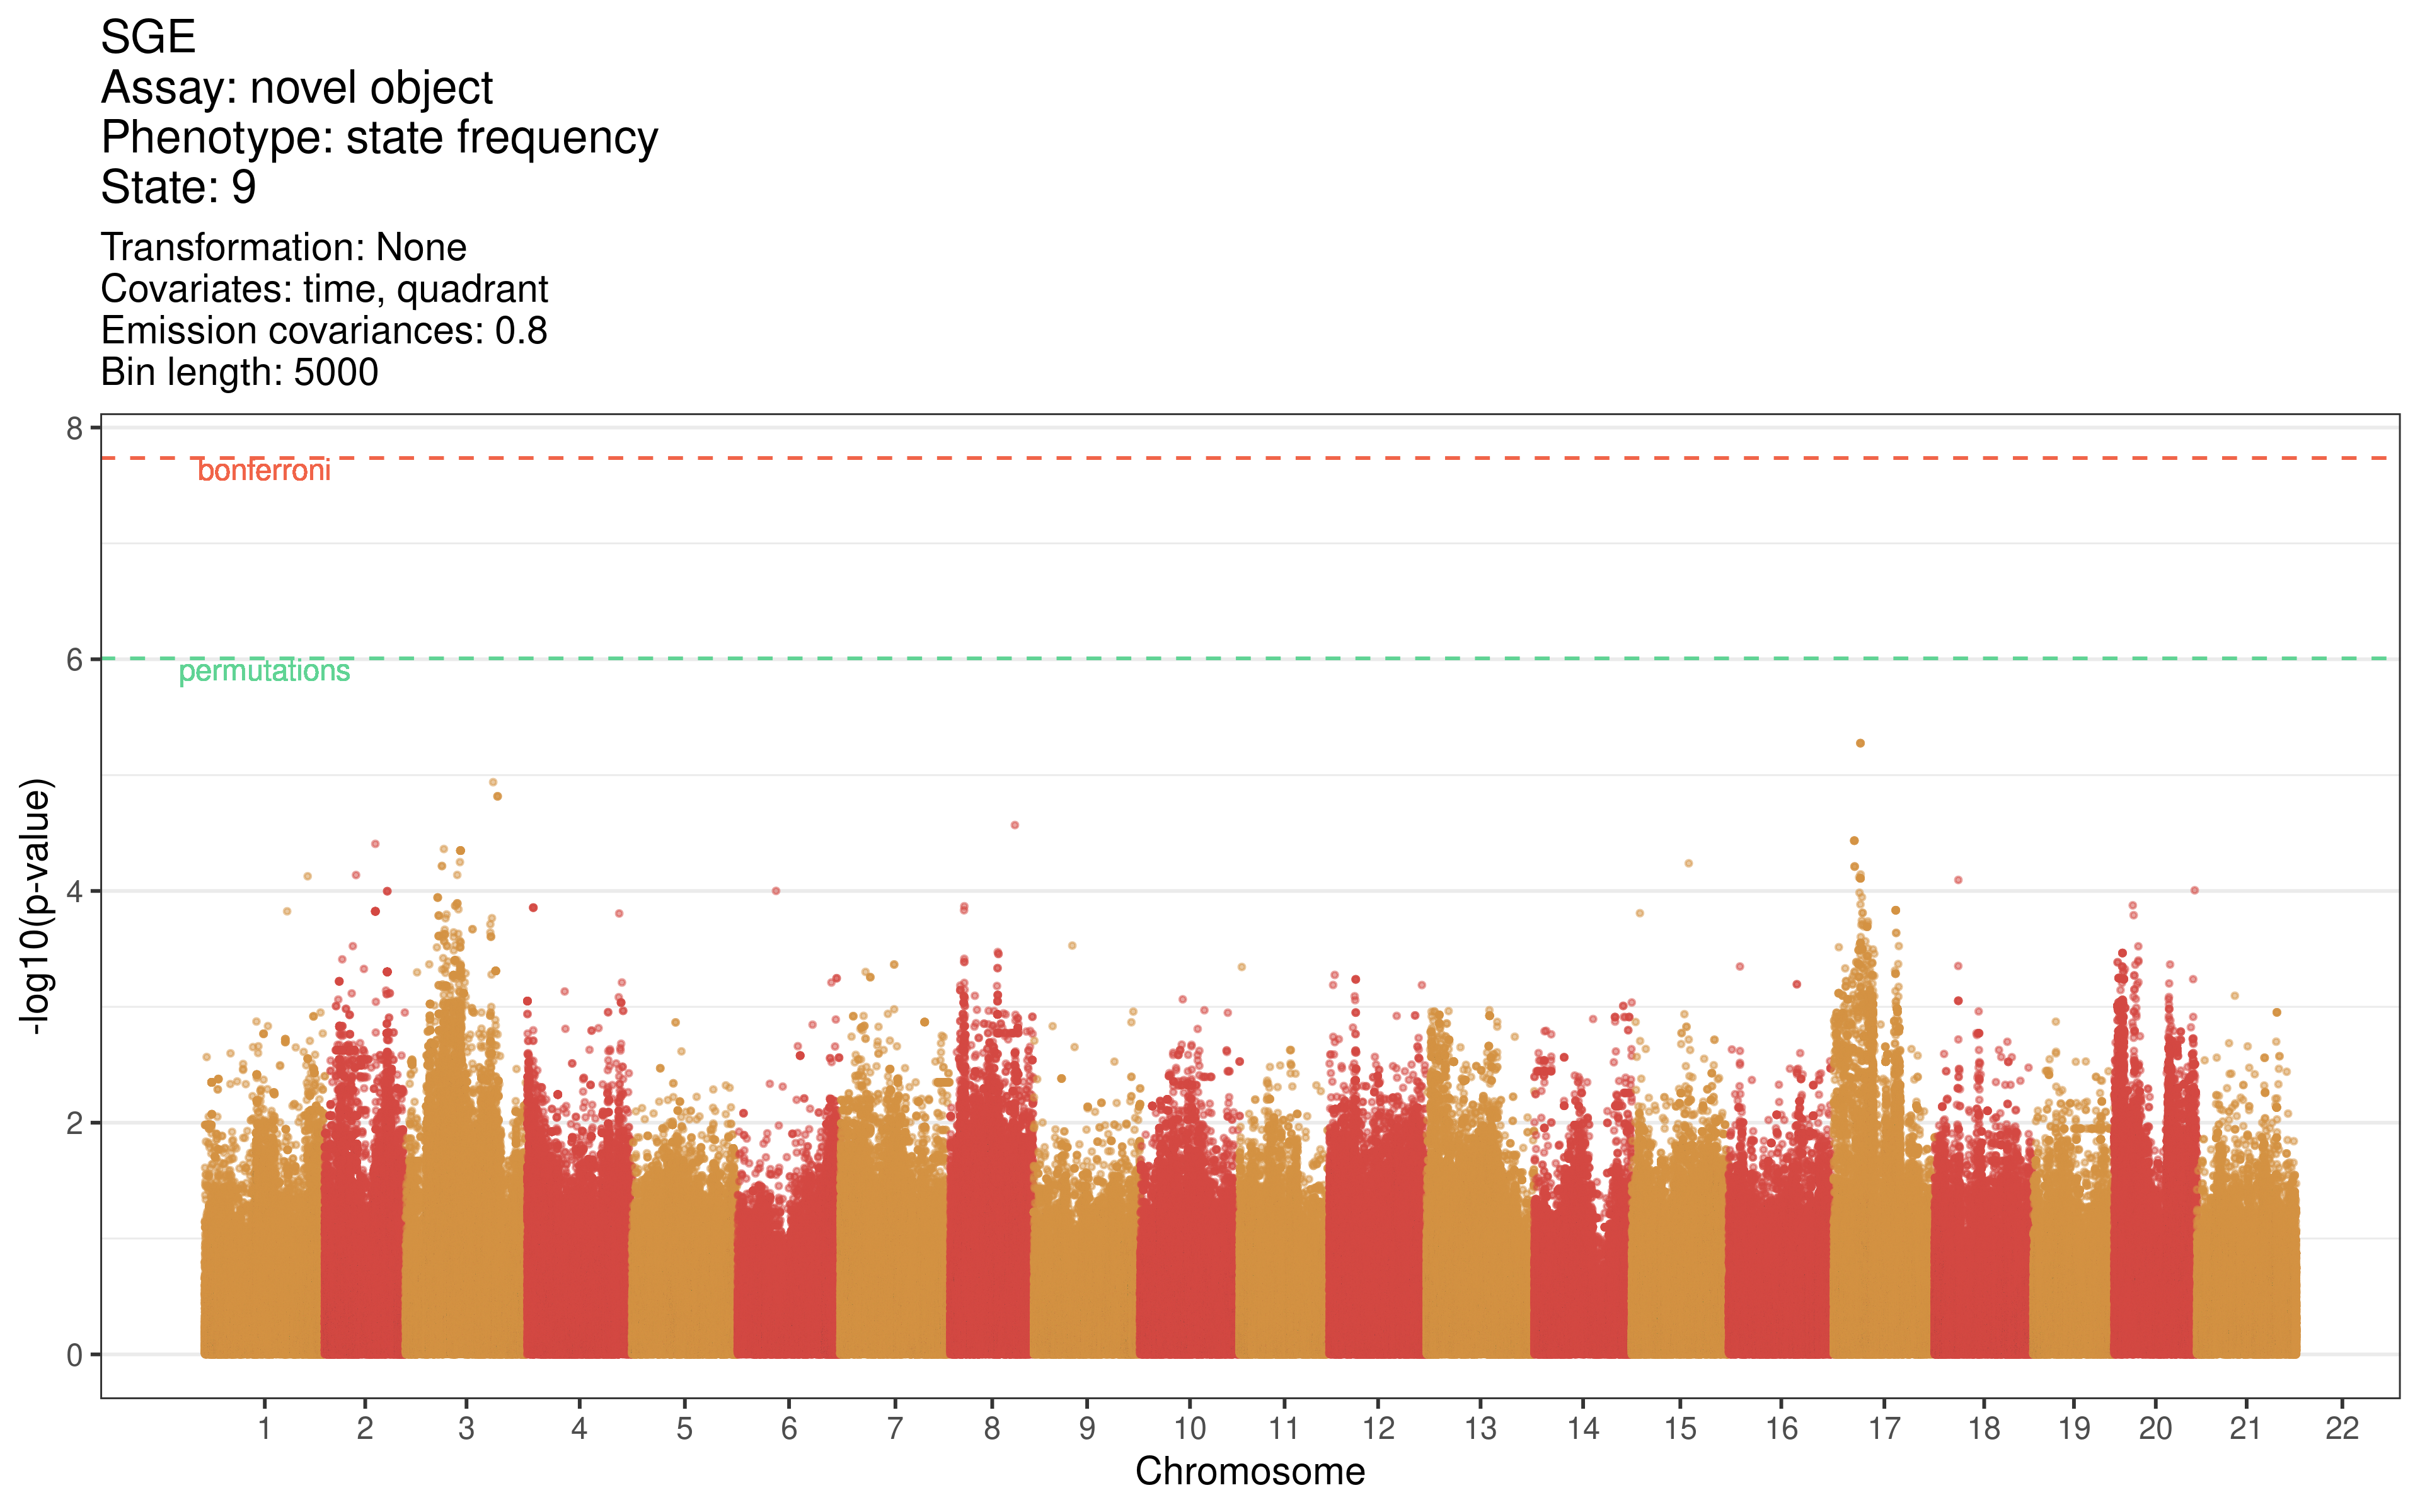 SGE
Assay: novel object
Phenotype: state frequency
State: 9
Transformation: None
Covariates: time, quadrant
Emission covariances: 0.8
Bin length: 5000
8
bonferroni
6
permutations
4
2
0
-log10(p-value)
1 2 3 4 5 6 7 8 9 10 11 12 13 14 15 16 17 18 19 20 21 22
Chromosome